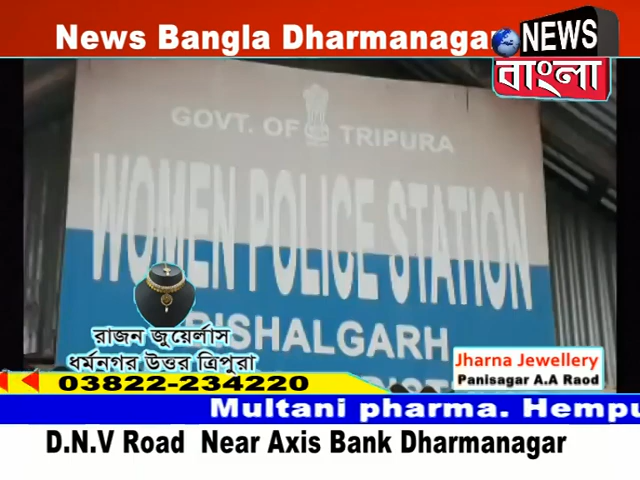 News Bangla Dharmanagar
NEWS
বাংলা
GOVT. OF TRIPURA
WOMEN POLICE STATION
BISHALGARH
রাজন জুয়ের্লাস
ধর্মনগর উত্তর ত্রিপুরা
Jharna Jewellery
Panisagar A.A Raod
03822-234220
Multani pharma. Hempu
D.N.V Road Near Axis Bank Dharmanagar